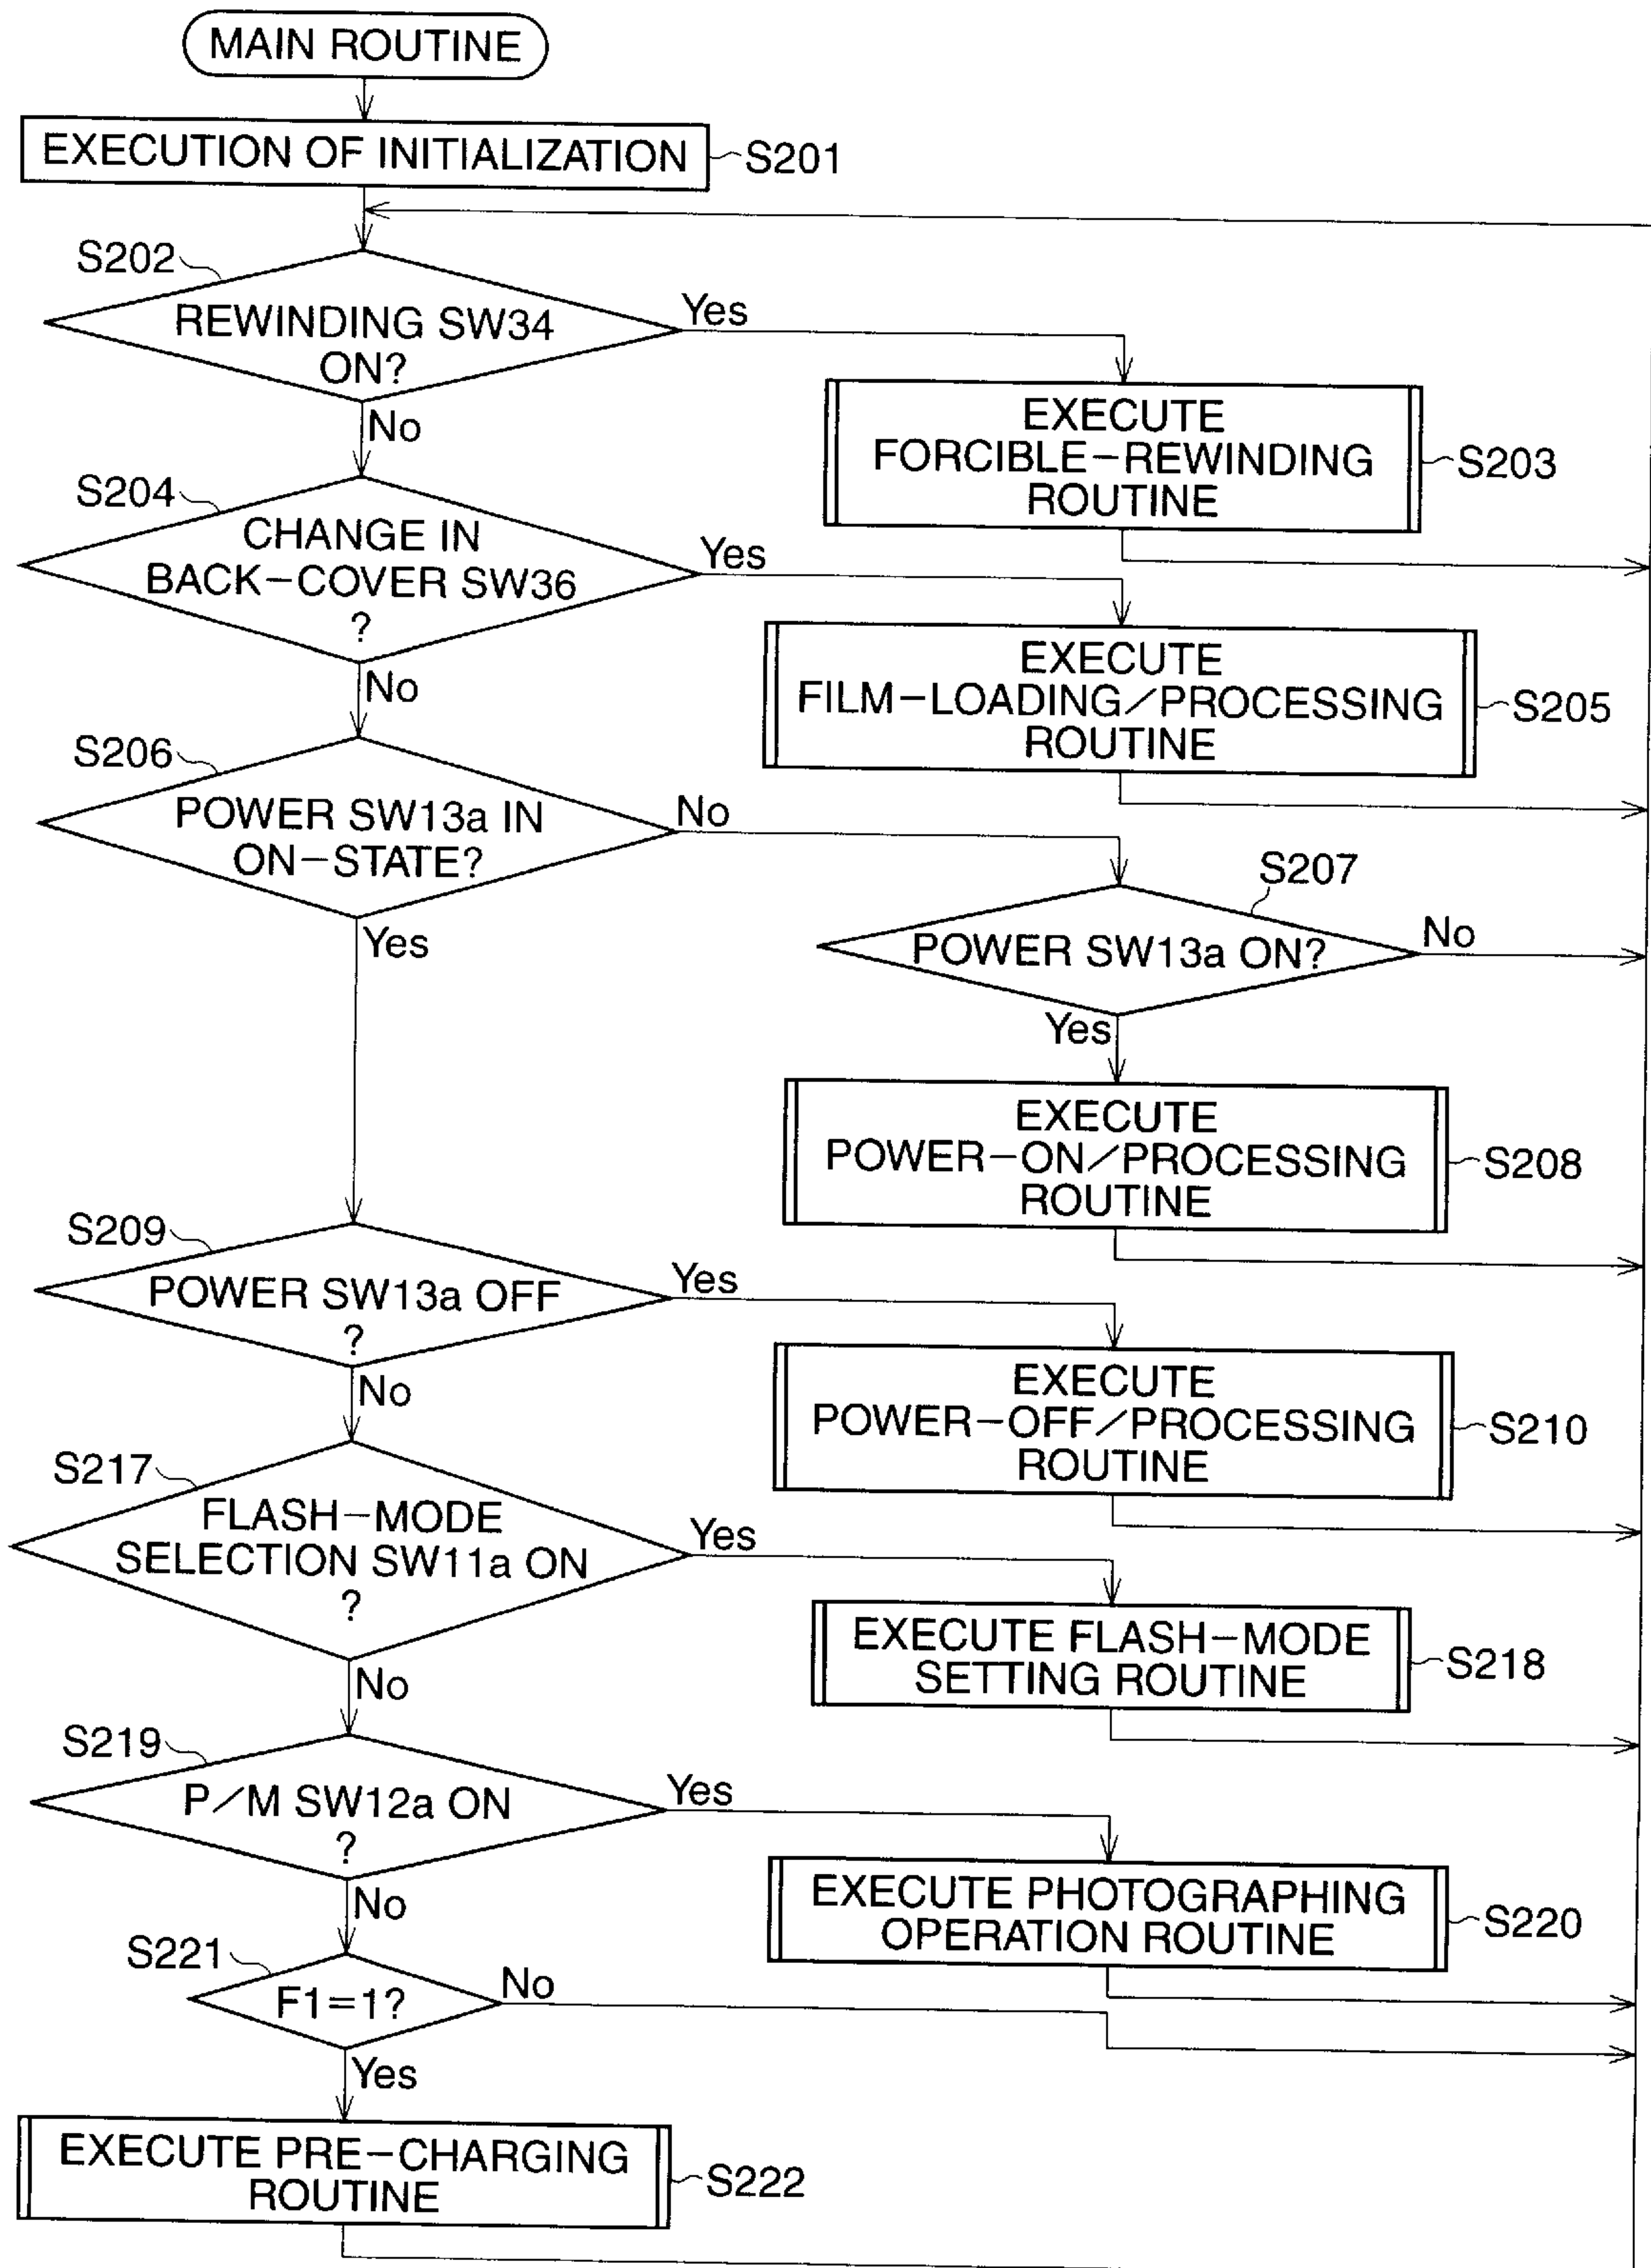 MAIN ROUTINE
EXECUTION OF INITIALIZATION
S201
S202
REWINDING SW34
ON?
Yes
No
EXECUTE
FORCIBLE-REWINDING
ROUTINE
S203
S204
CHANGE IN
BACK-COVER SW36
?
Yes
No
EXECUTE
FILM-LOADING/PROCESSING
ROUTINE
S205
S206
POWER SW13a IN
ON-STATE?
No
Yes
S207
POWER SW13a ON?
No
Yes
EXECUTE
POWER-ON/PROCESSING
ROUTINE
S208
S209
POWER SW13a OFF
?
Yes
No
EXECUTE
POWER-OFF/PROCESSING
ROUTINE
S210
S217
FLASH-MODE
SELECTION SW11a ON
?
Yes
No
EXECUTE FLASH-MODE
SETTING ROUTINE
S218
S219
P/M SW12a ON
?
Yes
No
EXECUTE PHOTOGRAPHING
OPERATION ROUTINE
S220
S221
F1=1?
No
Yes
EXECUTE PRE-CHARGING
ROUTINE
S222